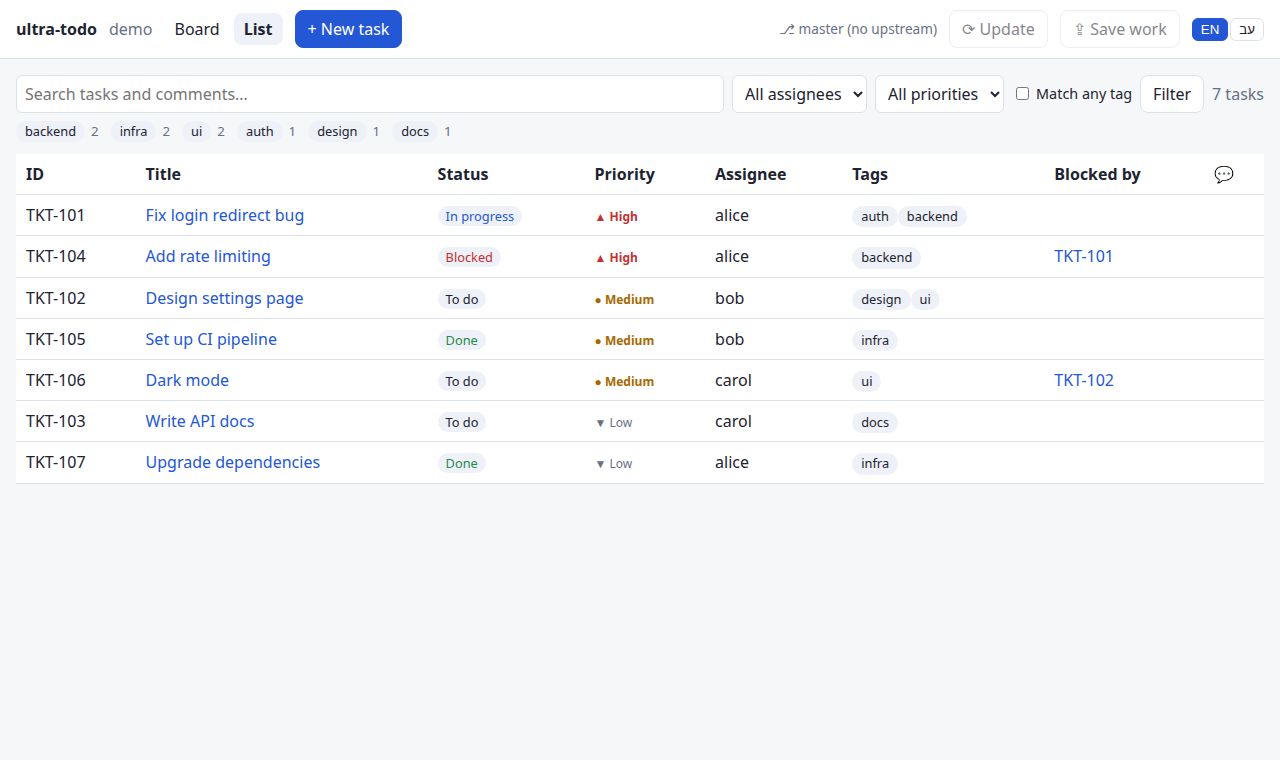 ultra-todo demo Board List + New task ⎇ master (no upstream) ⟳ Update ⇪ Save work EN עב
Search tasks and comments... All assignees All priorities Match any tag Filter 7 tasks
backend 2 infra 2 ui 2 auth 1 design 1 docs 1
ID Title Status Priority Assignee Tags Blocked by 💬
TKT-101 Fix login redirect bug In progress ▲ High alice auth backend
TKT-104 Add rate limiting Blocked ▲ High alice backend TKT-101
TKT-102 Design settings page To do ● Medium bob design ui
TKT-105 Set up CI pipeline Done ● Medium bob infra
TKT-106 Dark mode To do ● Medium carol ui TKT-102
TKT-103 Write API docs To do ▼ Low carol docs
TKT-107 Upgrade dependencies Done ▼ Low alice infra